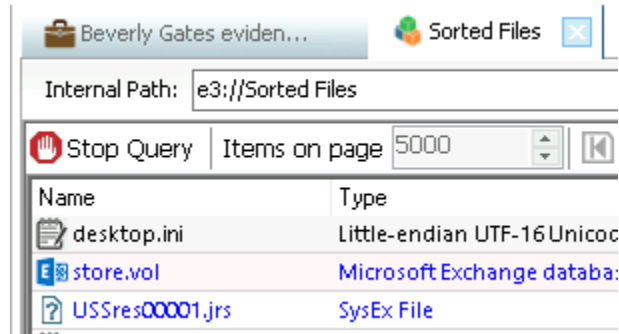 Beverly Gates eviden... Sorted Files
Internal Path: e3://Sorted Files
Stop Query Items on page 5000
Name Type
desktop.ini Little-endian UTF-16 Unicod
store.vol Microsoft Exchange databa
USSres00001.jrs SysEx File